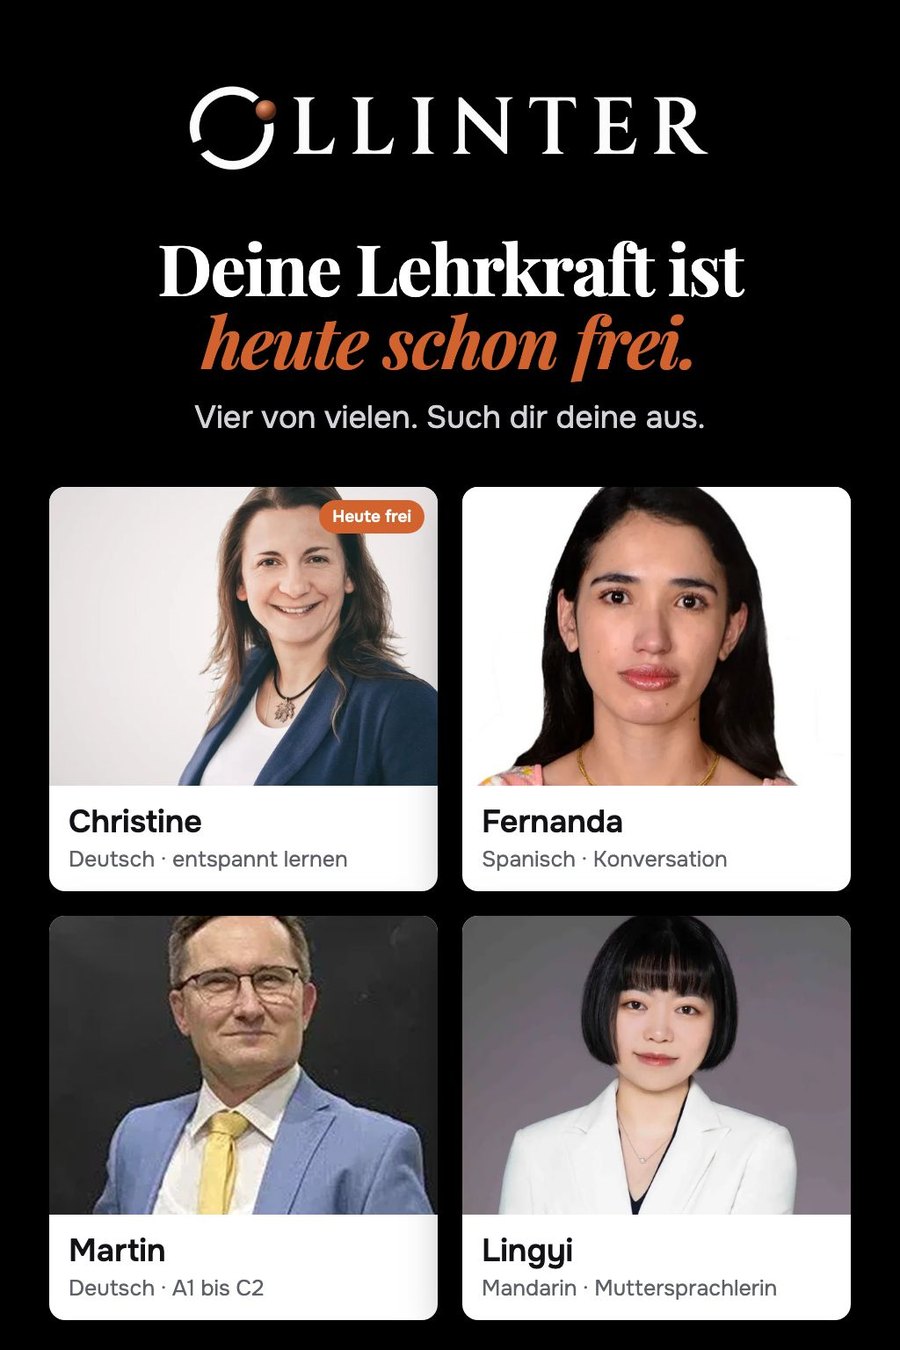 OLLINTER
Deine Lehrkraft ist
heute schon frei.
Vier von vielen. Such dir deine aus.
Heute frei
Christine
Deutsch · entspannt lernen
Fernanda
Spanisch · Konversation
Martin
Deutsch · A1 bis C2
Lingyi
Mandarin · Muttersprachlerin